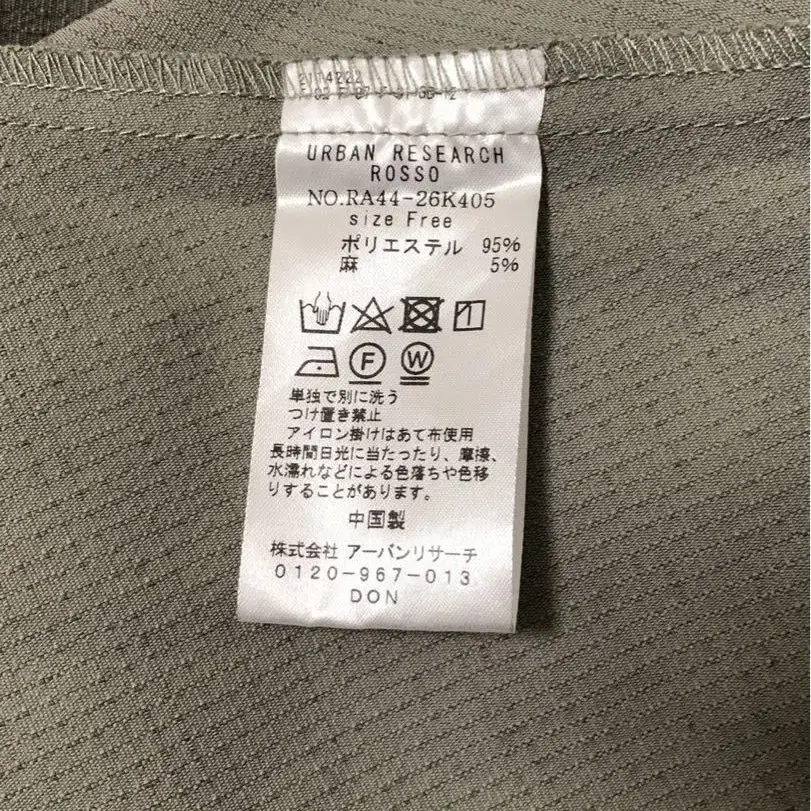 2114222
URBAN RESEARCH
ROSSO
NO.RA44-26K405
size Free
ポリエステル 95%
麻 5%
F W
単独で別に洗う
つけ置き禁止
アイロン掛けはあて布使用
長時間日光に当たったり、摩擦、
水濡れなどによる色落ちや色移
りすることがあります。
中国製
株式会社 アーバンリサーチ
0120-967-013
DON